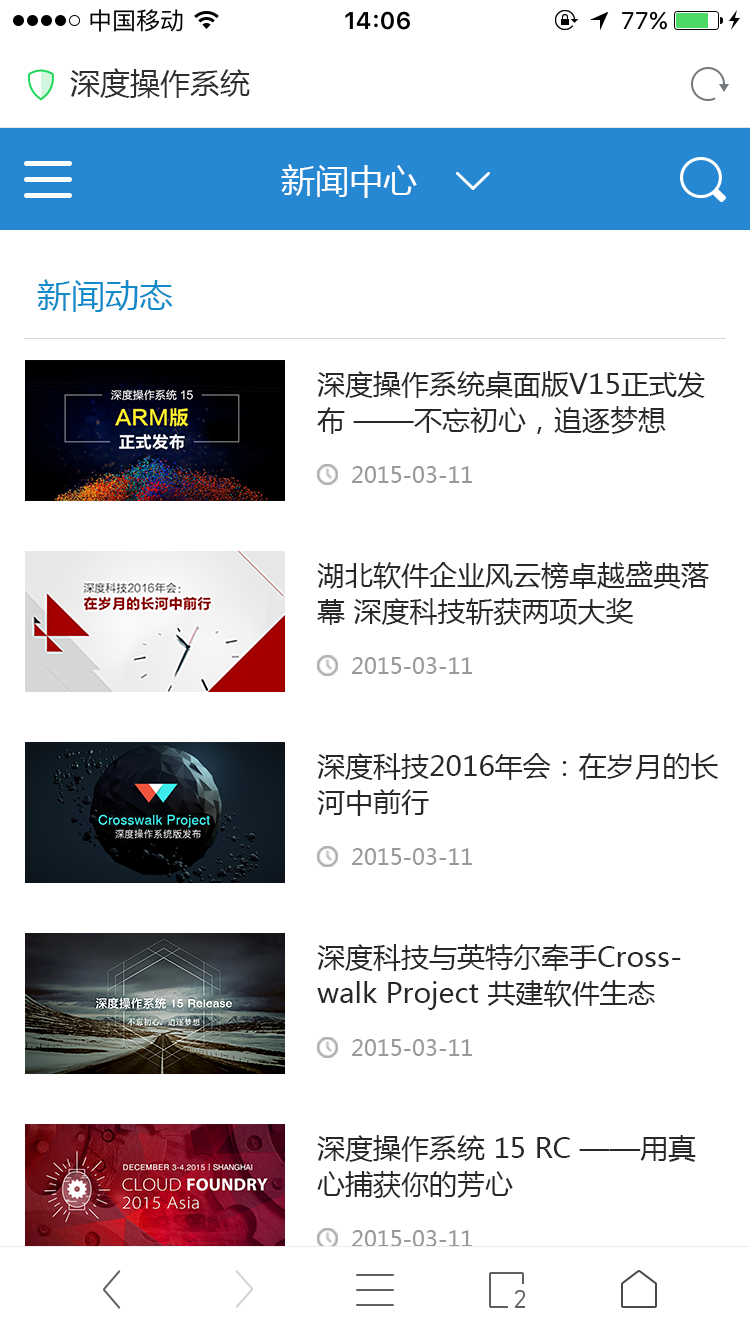 中国移动 14:06 77%
深度操作系统
新闻中心
新闻动态
深度操作系统 15
ARM版
正式发布
深度操作系统桌面版V15正式发
布 ——不忘初心，追逐梦想
2015-03-11
深度科技2016年会：
在岁月的长河中前行
湖北软件企业风云榜卓越盛典落
幕 深度科技斩获两项大奖
2015-03-11
Crosswalk Project
深度操作系统版发布
深度科技2016年会：在岁月的长
河中前行
2015-03-11
深度操作系统 15 Release
不忘初心，追逐梦想
深度科技与英特尔牵手Cross-
walk Project 共建软件生态
2015-03-11
DECEMBER 3-4,2015 | SHANGHAI
CLOUD FOUNDRY
2015 Asia
深度操作系统 15 RC ——用真
心捕获你的芳心
2015-03-11
2